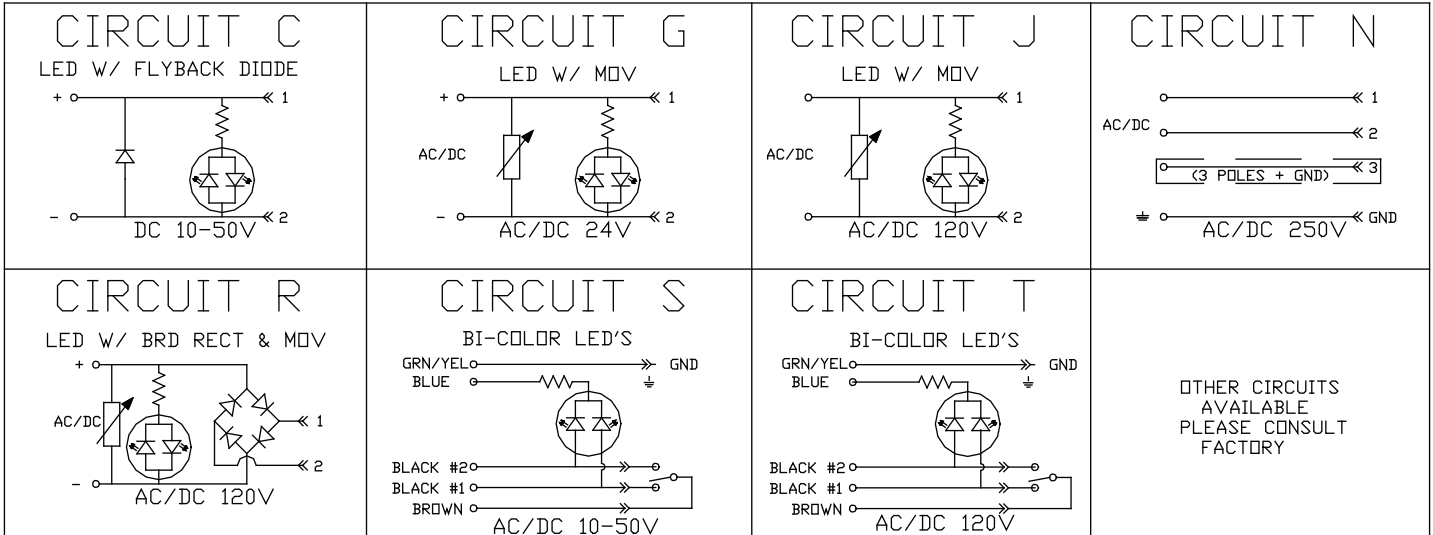 CIRCUIT C
LED W/ FLYBACK DIODE
+
1
-
2
DC 10-50V
CIRCUIT G
LED W/ MOV
+
1
AC/DC
-
2
AC/DC 24V
CIRCUIT J
LED W/ MOV
1
AC/DC
2
AC/DC 120V
CIRCUIT N
1
AC/DC
2
3
(3 POLES + GND)
GND
AC/DC 250V
CIRCUIT R
LED W/ BRD RECT & MOV
+
AC/DC
1
2
-
AC/DC 120V
CIRCUIT S
BI-COLOR LED'S
GRN/YEL
GND
BLUE
BLACK #2
BLACK #1
BROWN
AC/DC 10-50V
CIRCUIT T
BI-COLOR LED'S
GRN/YEL
GND
BLUE
BLACK #2
BLACK #1
BROWN
AC/DC 120V
OTHER CIRCUITS
AVAILABLE
PLEASE CONSULT
FACTORY